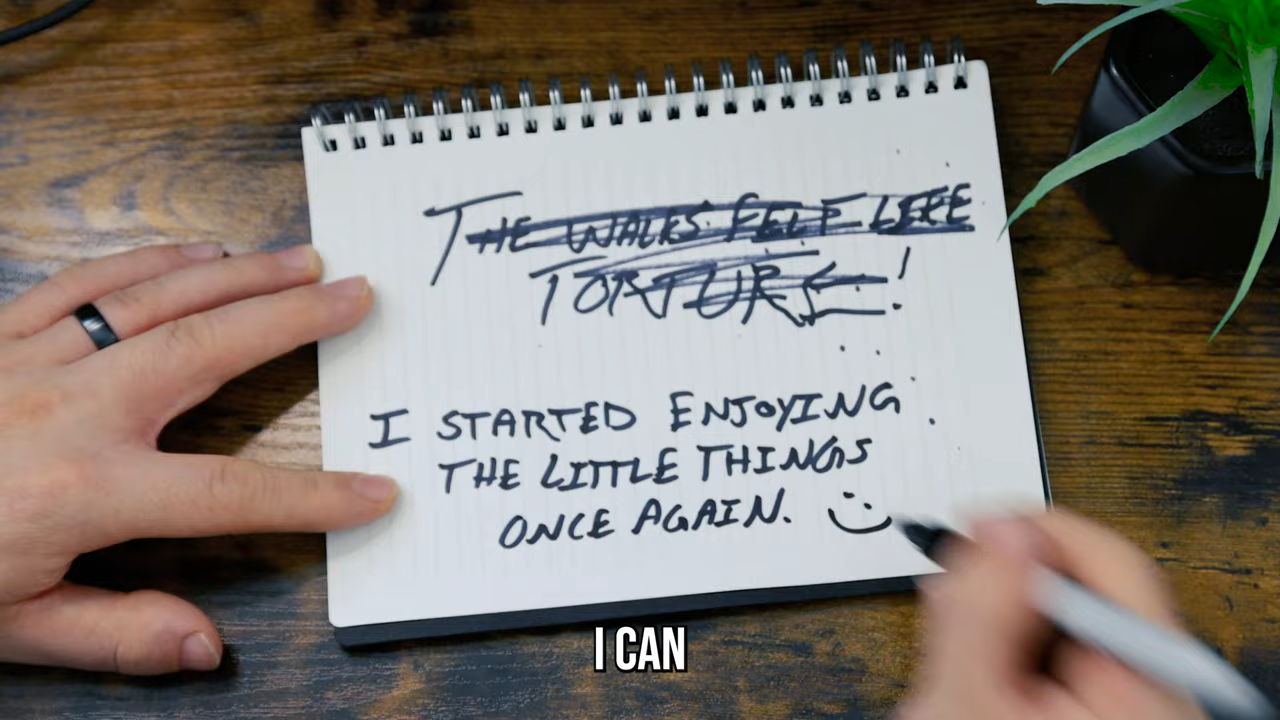 THE WALKS FELT LIKE
TORTURE!
I STARTED ENJOYING
THE LITTLE THINGS
ONCE AGAIN.
I CAN